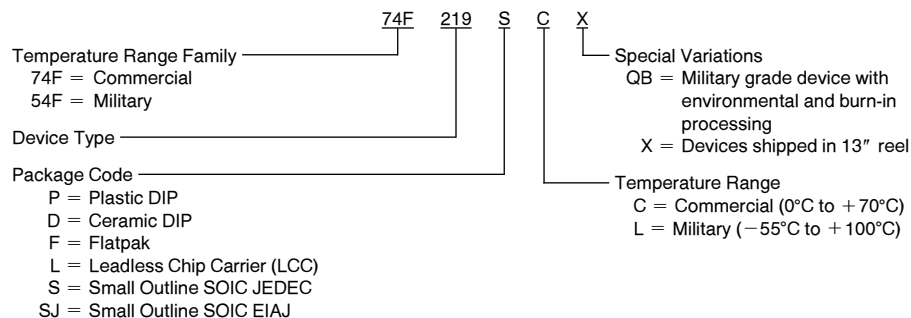 74F 219 S C X
Temperature Range Family
74F = Commercial
54F = Military
Device Type
Package Code
P = Plastic DIP
D = Ceramic DIP
F = Flatpak
L = Leadless Chip Carrier (LCC)
S = Small Outline SOIC JEDEC
SJ = Small Outline SOIC EIAJ
Special Variations
QB = Military grade device with
environmental and burn-in
processing
X = Devices shipped in 13″ reel
Temperature Range
C = Commercial (0°C to +70°C)
L = Military (−55°C to +100°C)